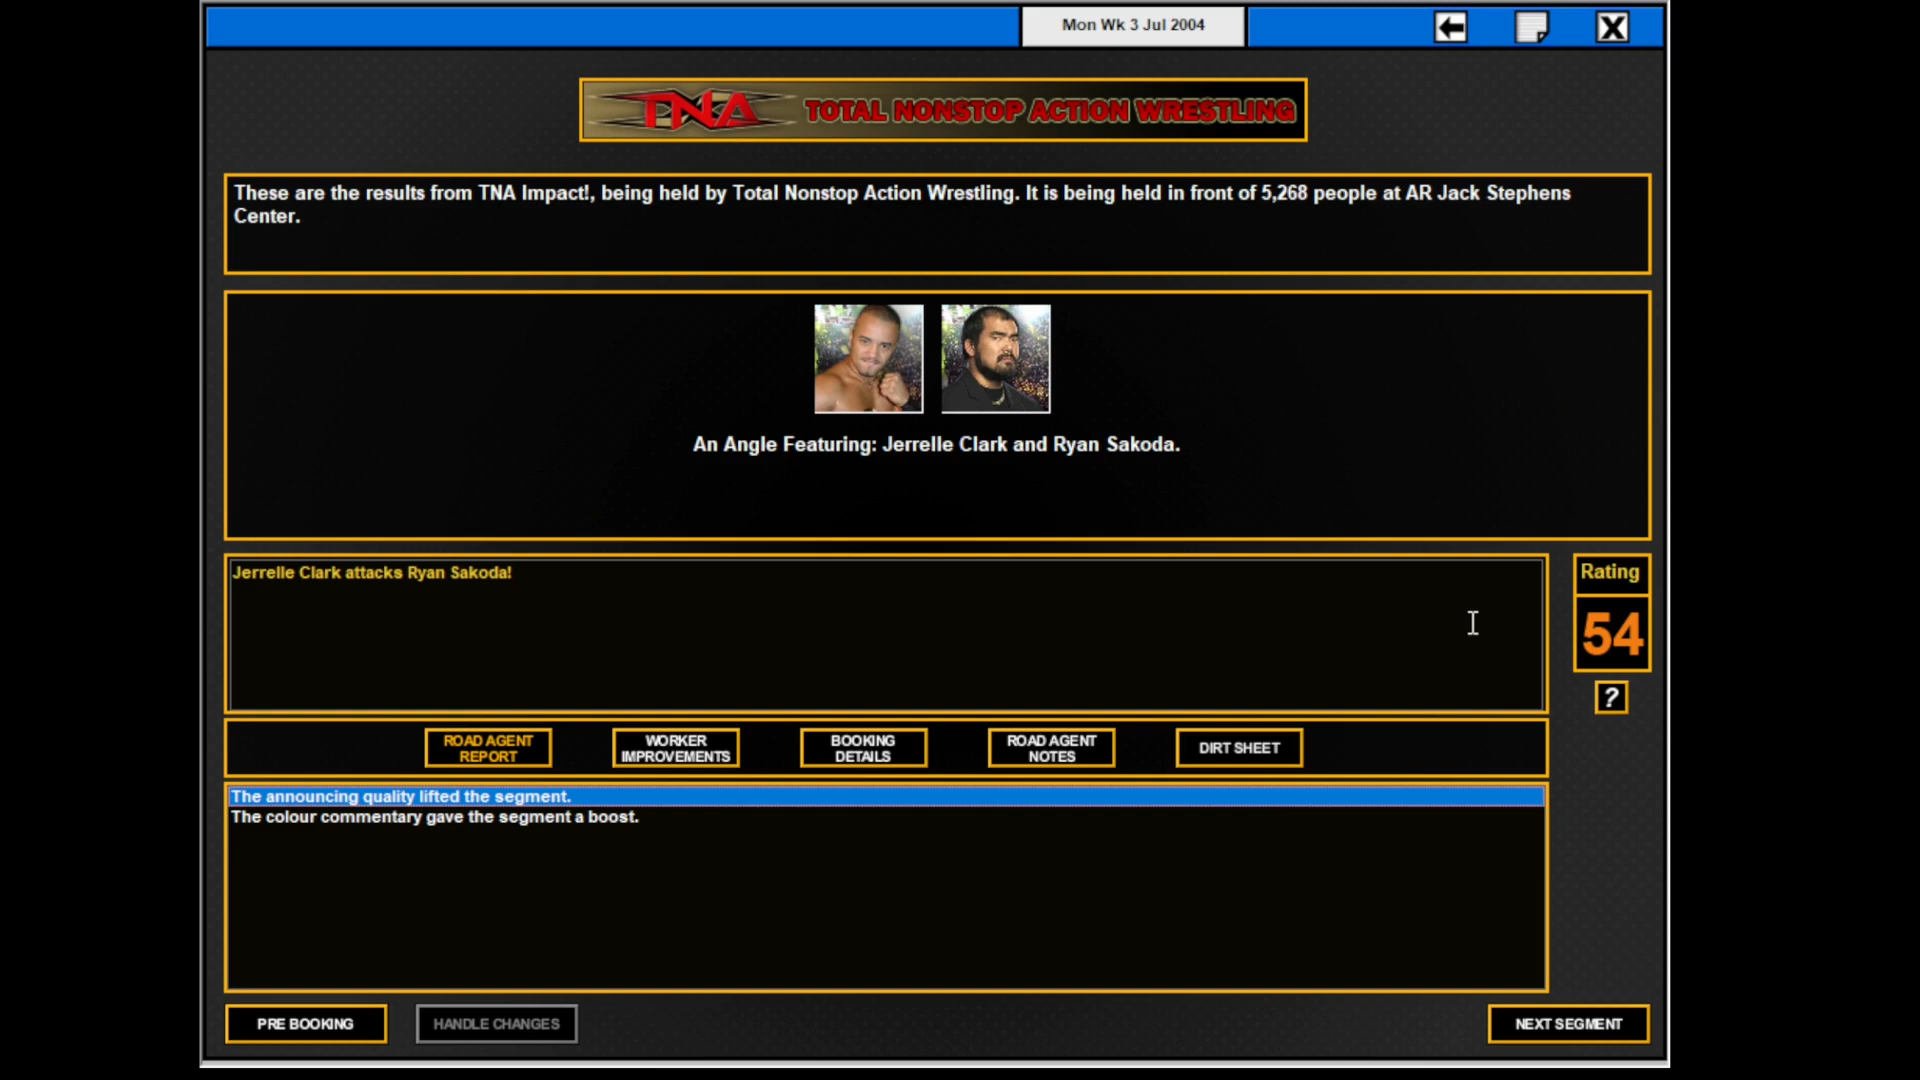 Mon Wk 3 Jul 2004
TNA TOTAL NONSTOP ACTION WRESTLING
These are the results from TNA Impact!, being held by Total Nonstop Action Wrestling. It is being held in front of 5,268 people at AR Jack Stephens
Center.
An Angle Featuring: Jerrelle Clark and Ryan Sakoda.
Jerrelle Clark attacks Ryan Sakoda!
Rating
54
?
ROAD AGENT
REPORT
WORKER
IMPROVEMENTS
BOOKING
DETAILS
ROAD AGENT
NOTES
DIRT SHEET
The announcing quality lifted the segment.
The colour commentary gave the segment a boost.
PRE BOOKING
HANDLE CHANGES
NEXT SEGMENT